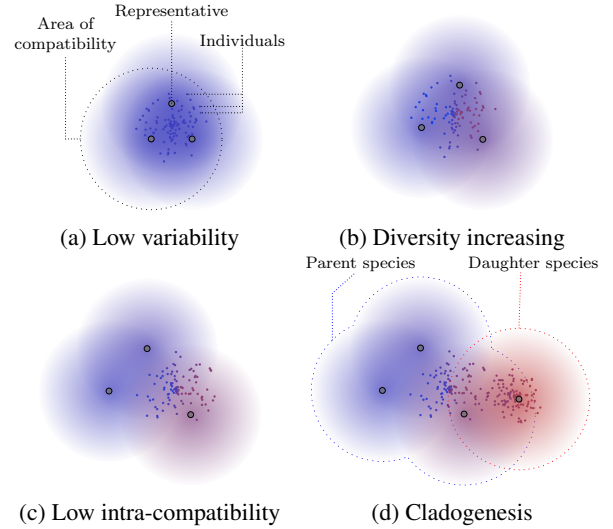 Representative
Area of
compatibility
Individuals
(a) Low variability
(b) Diversity increasing
Parent species
Daughter species
(c) Low intra-compatibility
(d) Cladogenesis